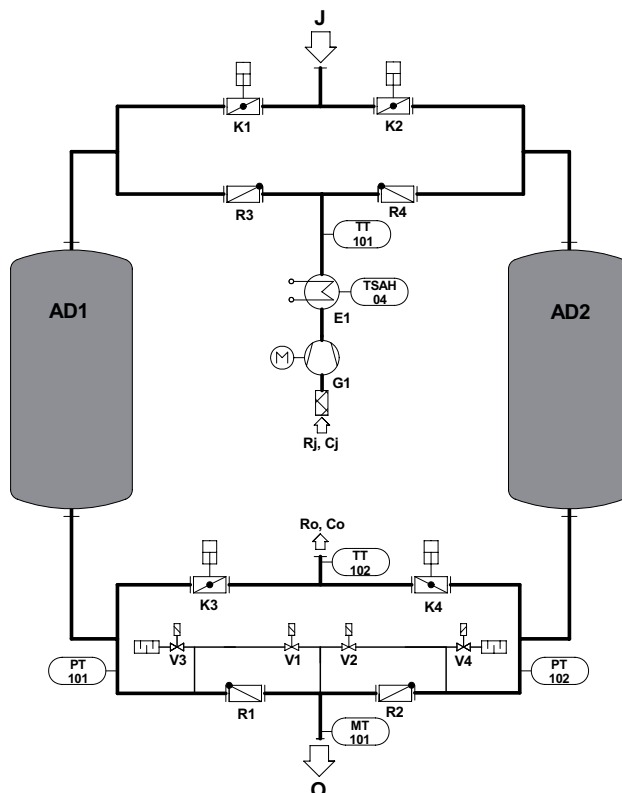 J
K1
K2
R3
R4
TT
101
AD1
AD2
TSAH
04
E1
M
G1
Rj, Cj
Ro, Co
TT
102
K3
K4
V3
V1
V2
V4
PT
101
PT
102
R1
R2
MT
101
O